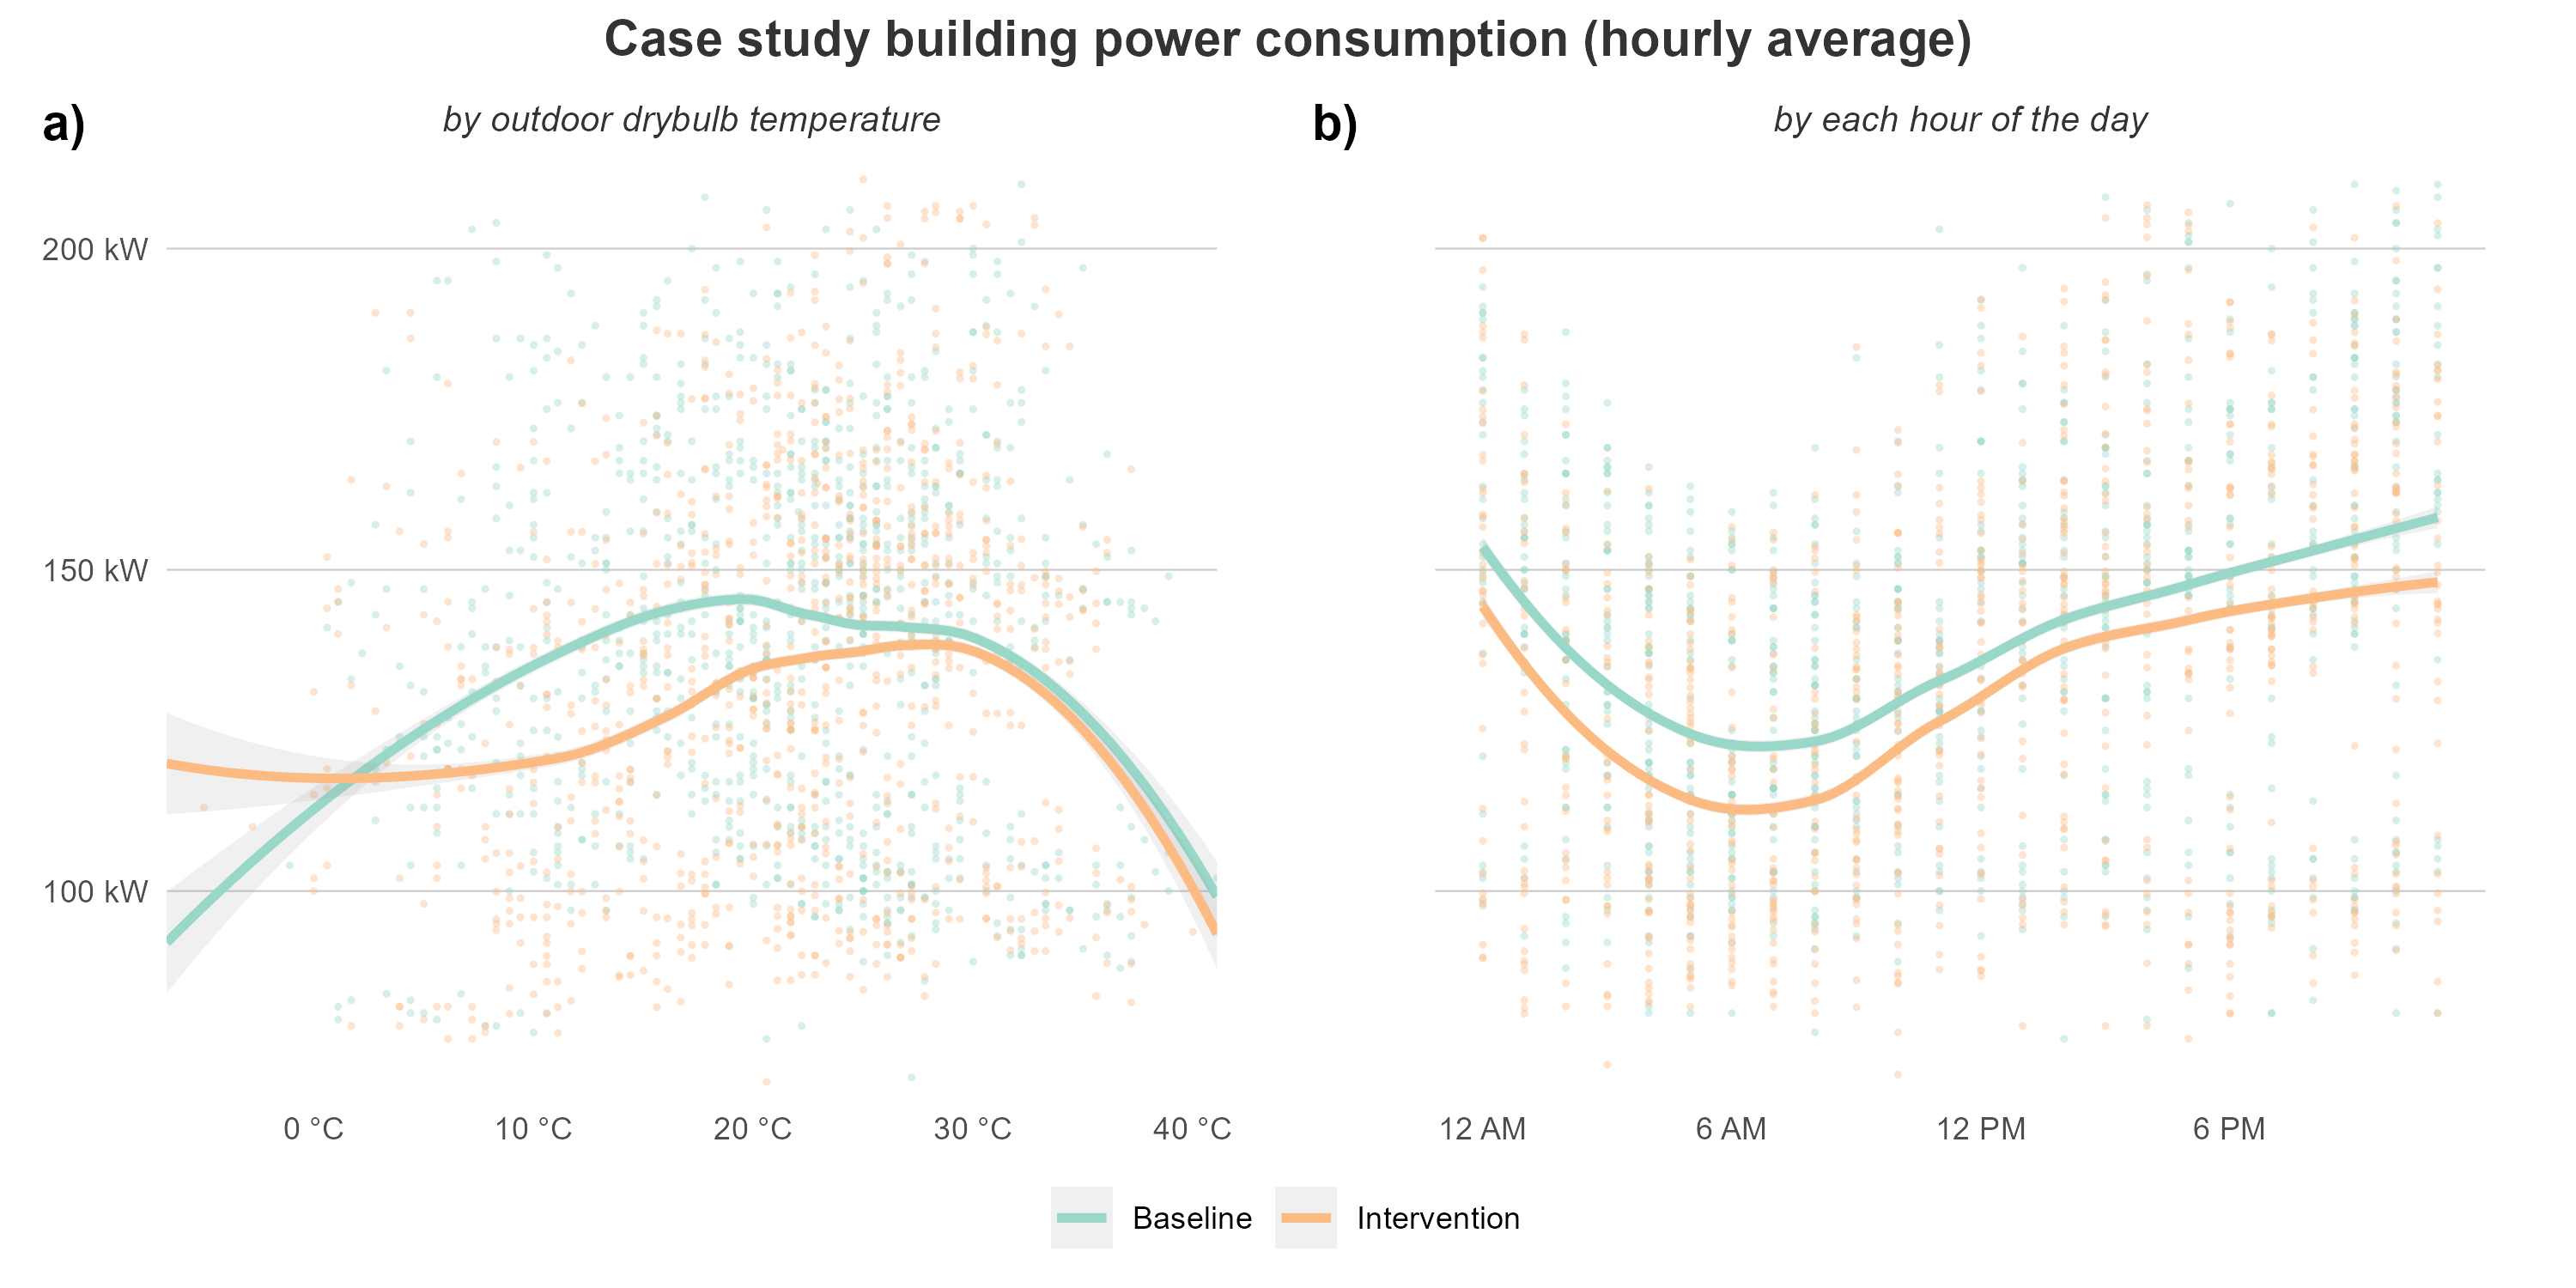 Case study building power consumption (hourly average)
a)
by outdoor drybulb temperature
b)
by each hour of the day
200 kW
150 kW
100 kW
0 °C 10 °C 20 °C 30 °C 40 °C
12 AM 6 AM 12 PM 6 PM
Baseline Intervention